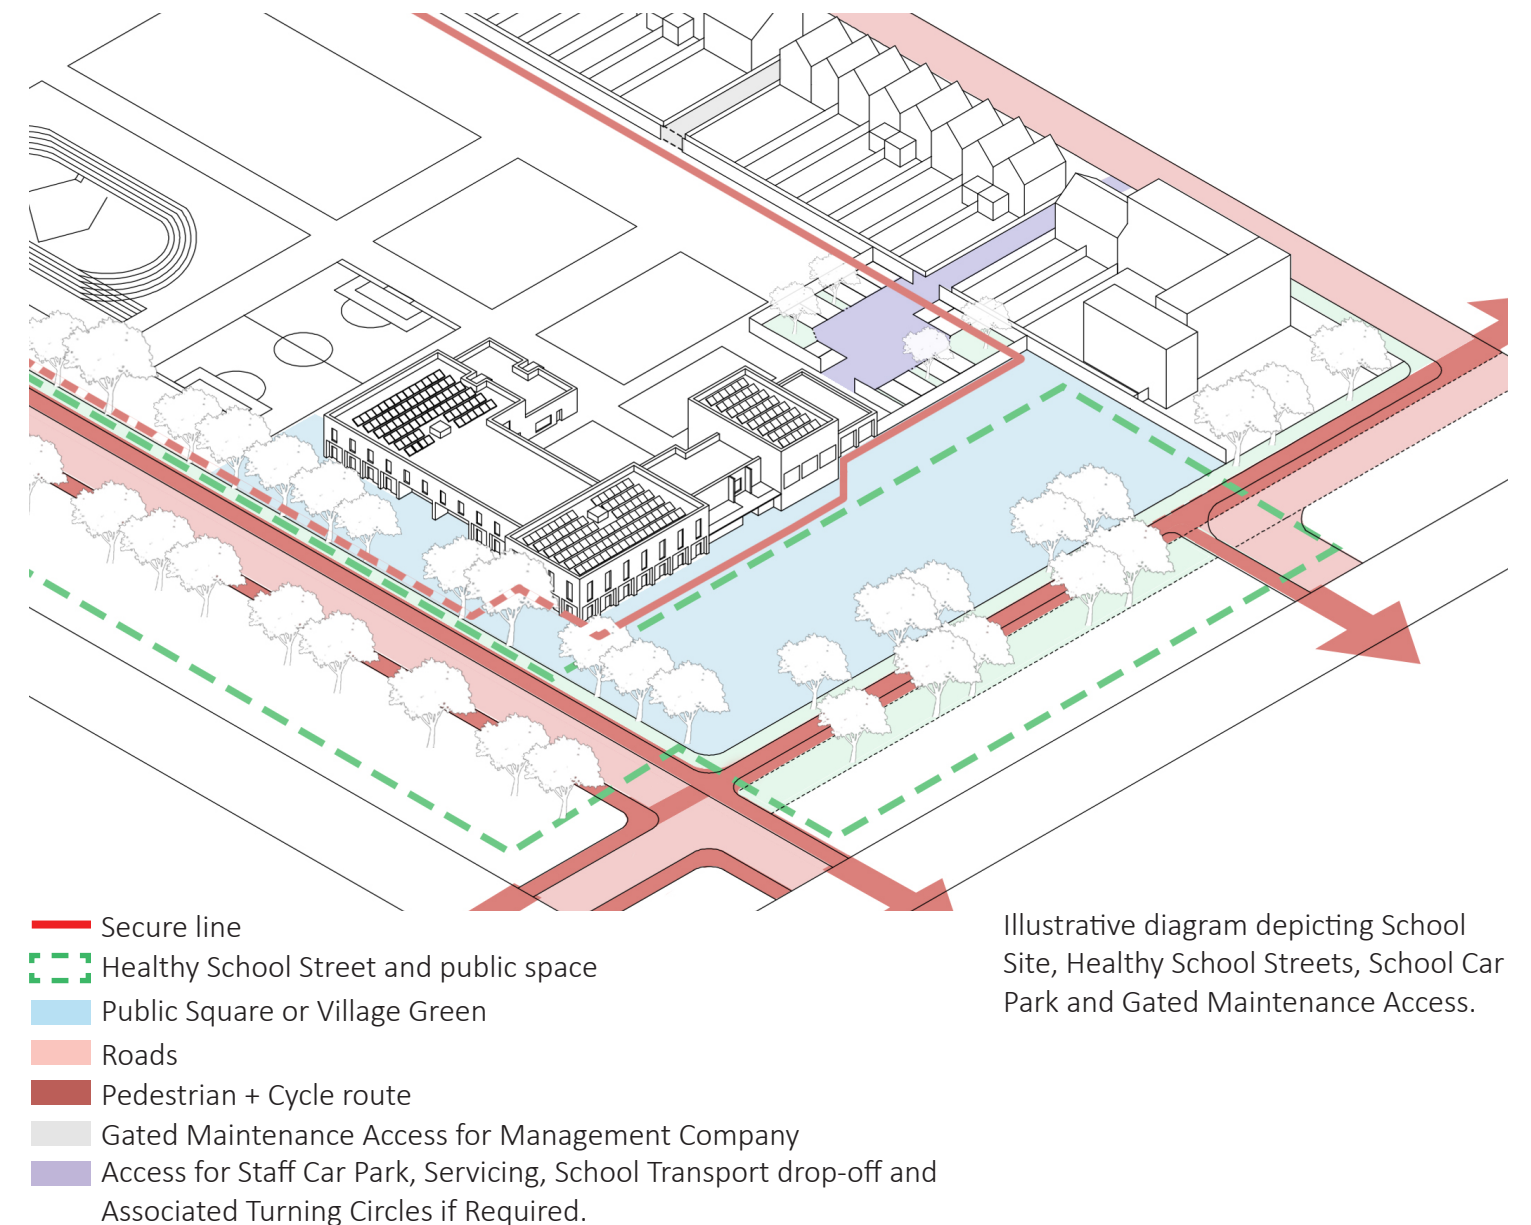 Secure line
Healthy School Street and public space
Public Square or Village Green
Roads
Pedestrian + Cycle route
Gated Maintenance Access for Management Company
Access for Staff Car Park, Servicing, School Transport drop-off and
Associated Turning Circles if Required.
Illustrative diagram depicting School
Site, Healthy School Streets, School Car
Park and Gated Maintenance Access.